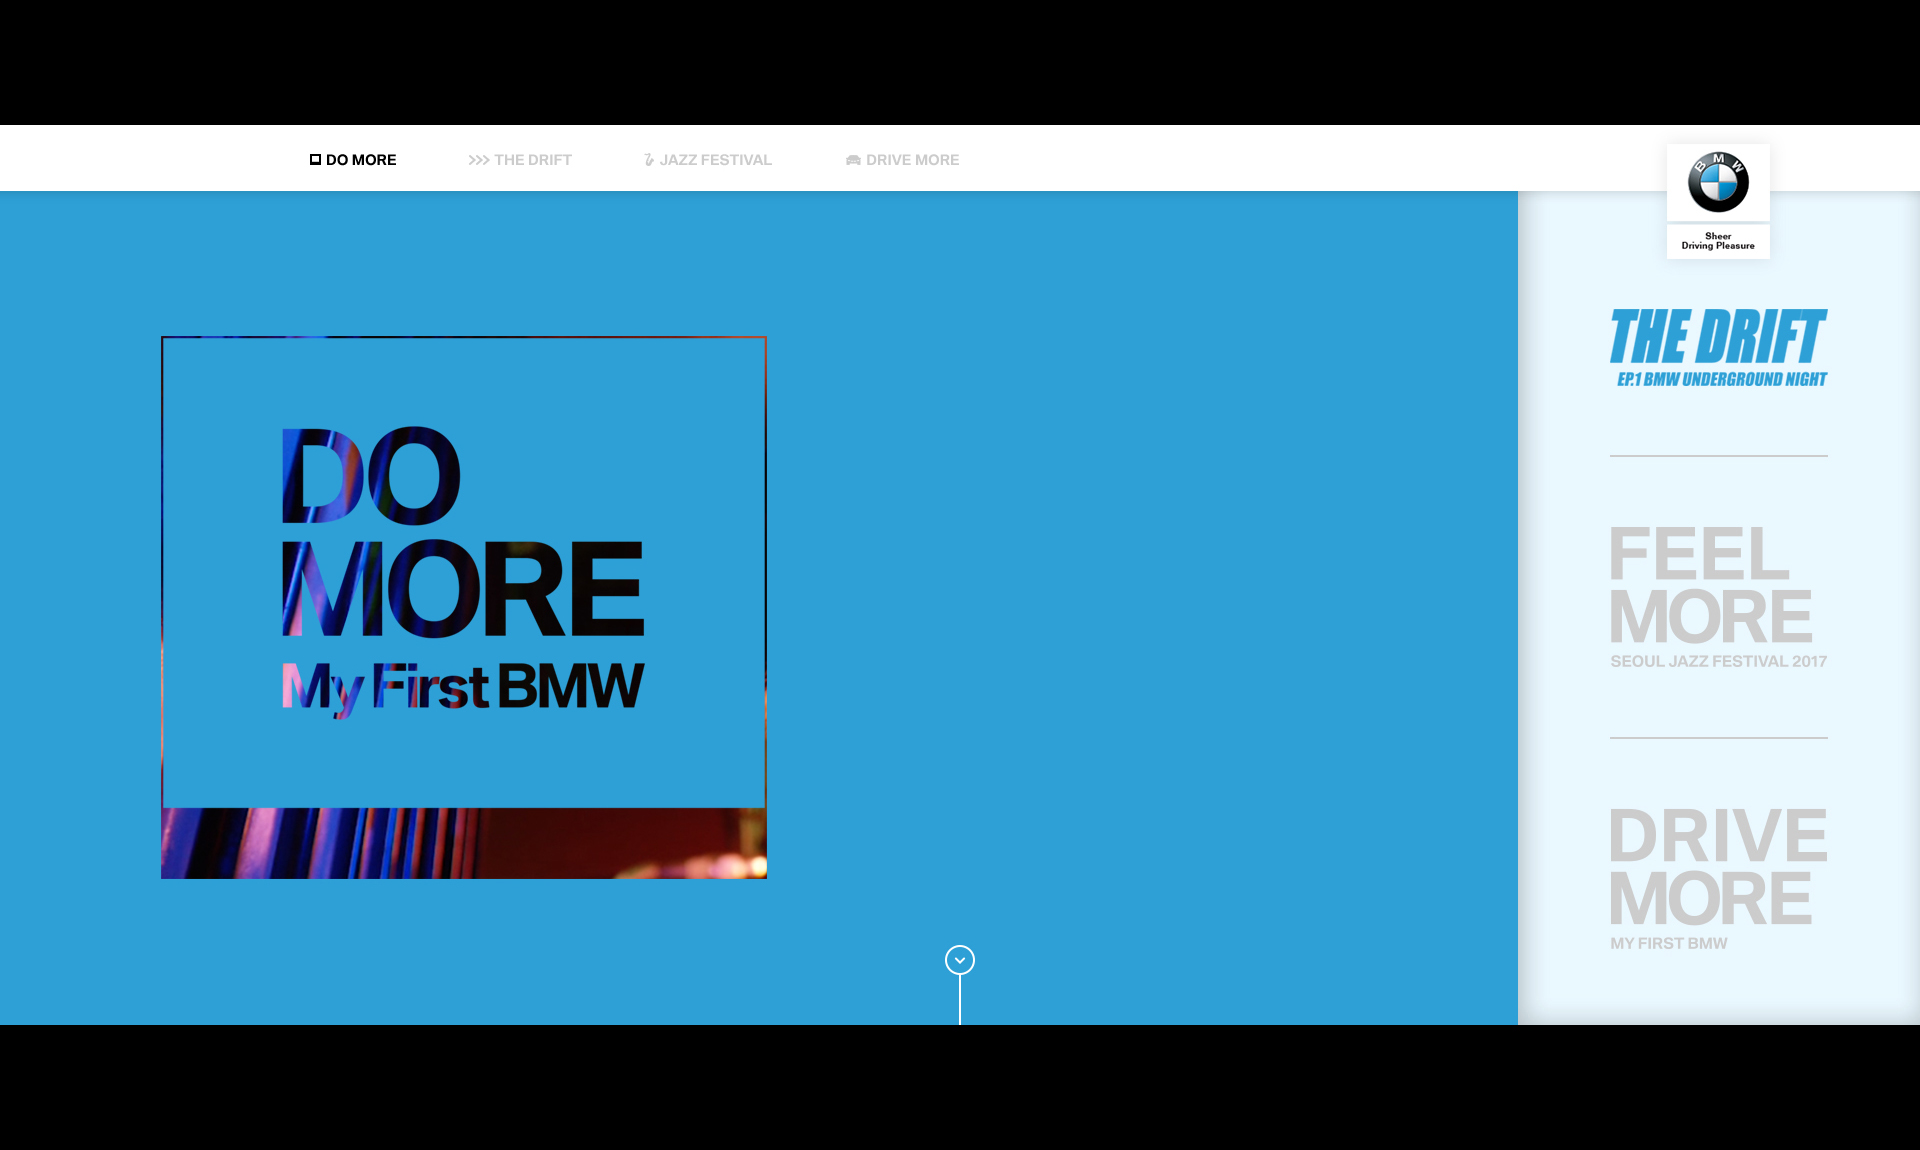 DO MORE
THE DRIFT
JAZZ FESTIVAL
DRIVE MORE
BMW
Sheer
Driving Pleasure
DO
MORE
My First BMW
THE DRIFT
EP.1 BMW UNDERGROUND NIGHT
FEEL
MORE
SEOUL JAZZ FESTIVAL 2017
DRIVE
MORE
MY FIRST BMW